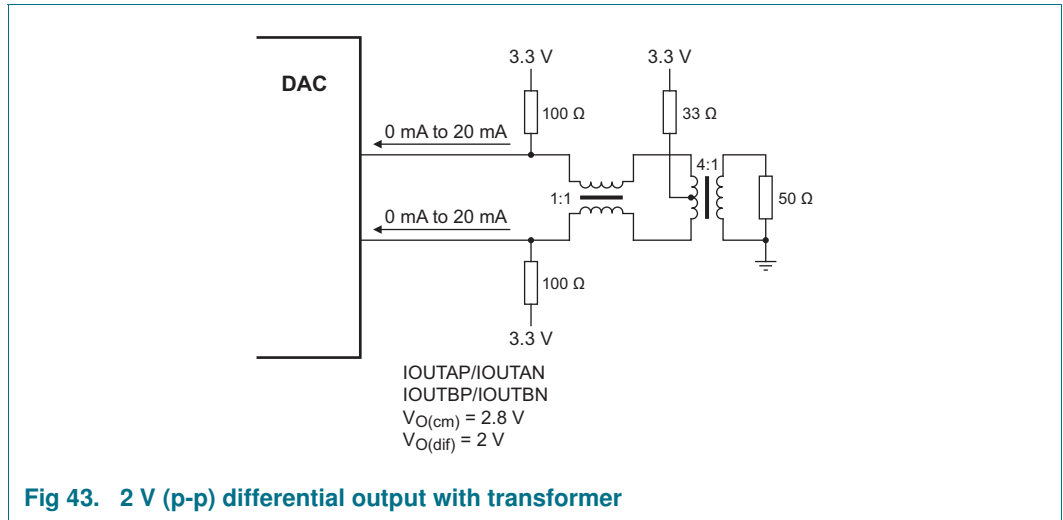 3.3 V
3.3 V
DAC
100 Ω
33 Ω
0 mA to 20 mA
4:1
1:1
50 Ω
0 mA to 20 mA
100 Ω
3.3 V
IOUTAP/IOUTAN
IOUTBP/IOUTBN
VO(cm) = 2.8 V
VO(dif) = 2 V
Fig 43. 2 V (p-p) differential output with transformer